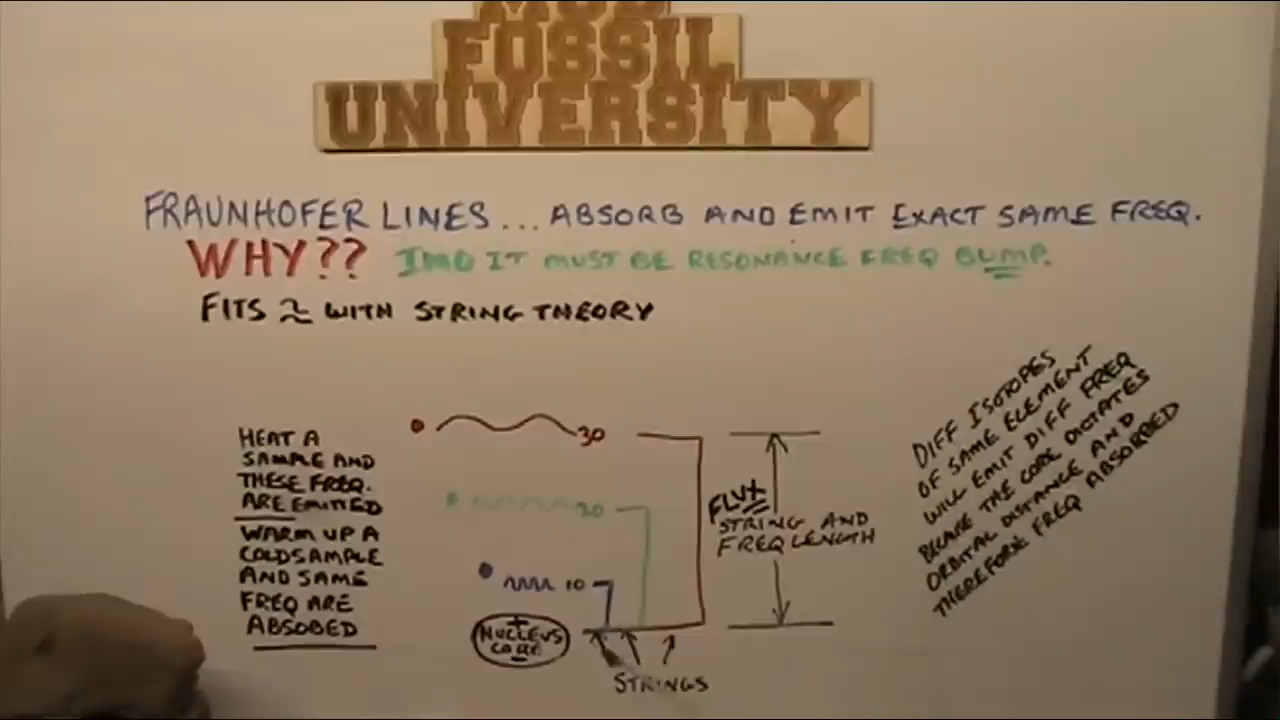 MUD
FOSSIL
UNIVERSITY
FRAUNHOFER LINES... ABSORB AND EMIT EXACT SAME FREQ.
WHY?? IMO IT MUST BE RESONANCE FREQ BUMP.
FITS ≃ WITH STRING THEORY
HEAT A
SAMPLE AND
THESE FREQ.
ARE EMITTED
WARM UP A
COLD SAMPLE
AND SAME
FREQ ARE
ABSOBED
30
20
10
+
NUCLEUS
CORE
-
STRINGS
FLUX
STRING AND
FREQ LENGTH
DIFF ISOTOPES
OF SAME ELEMENT
WILL EMIT DIFF FREQ
THE CORE DICTATES
ORBITAL DISTANCE AND
THEREFORE FREQ ABSORBED